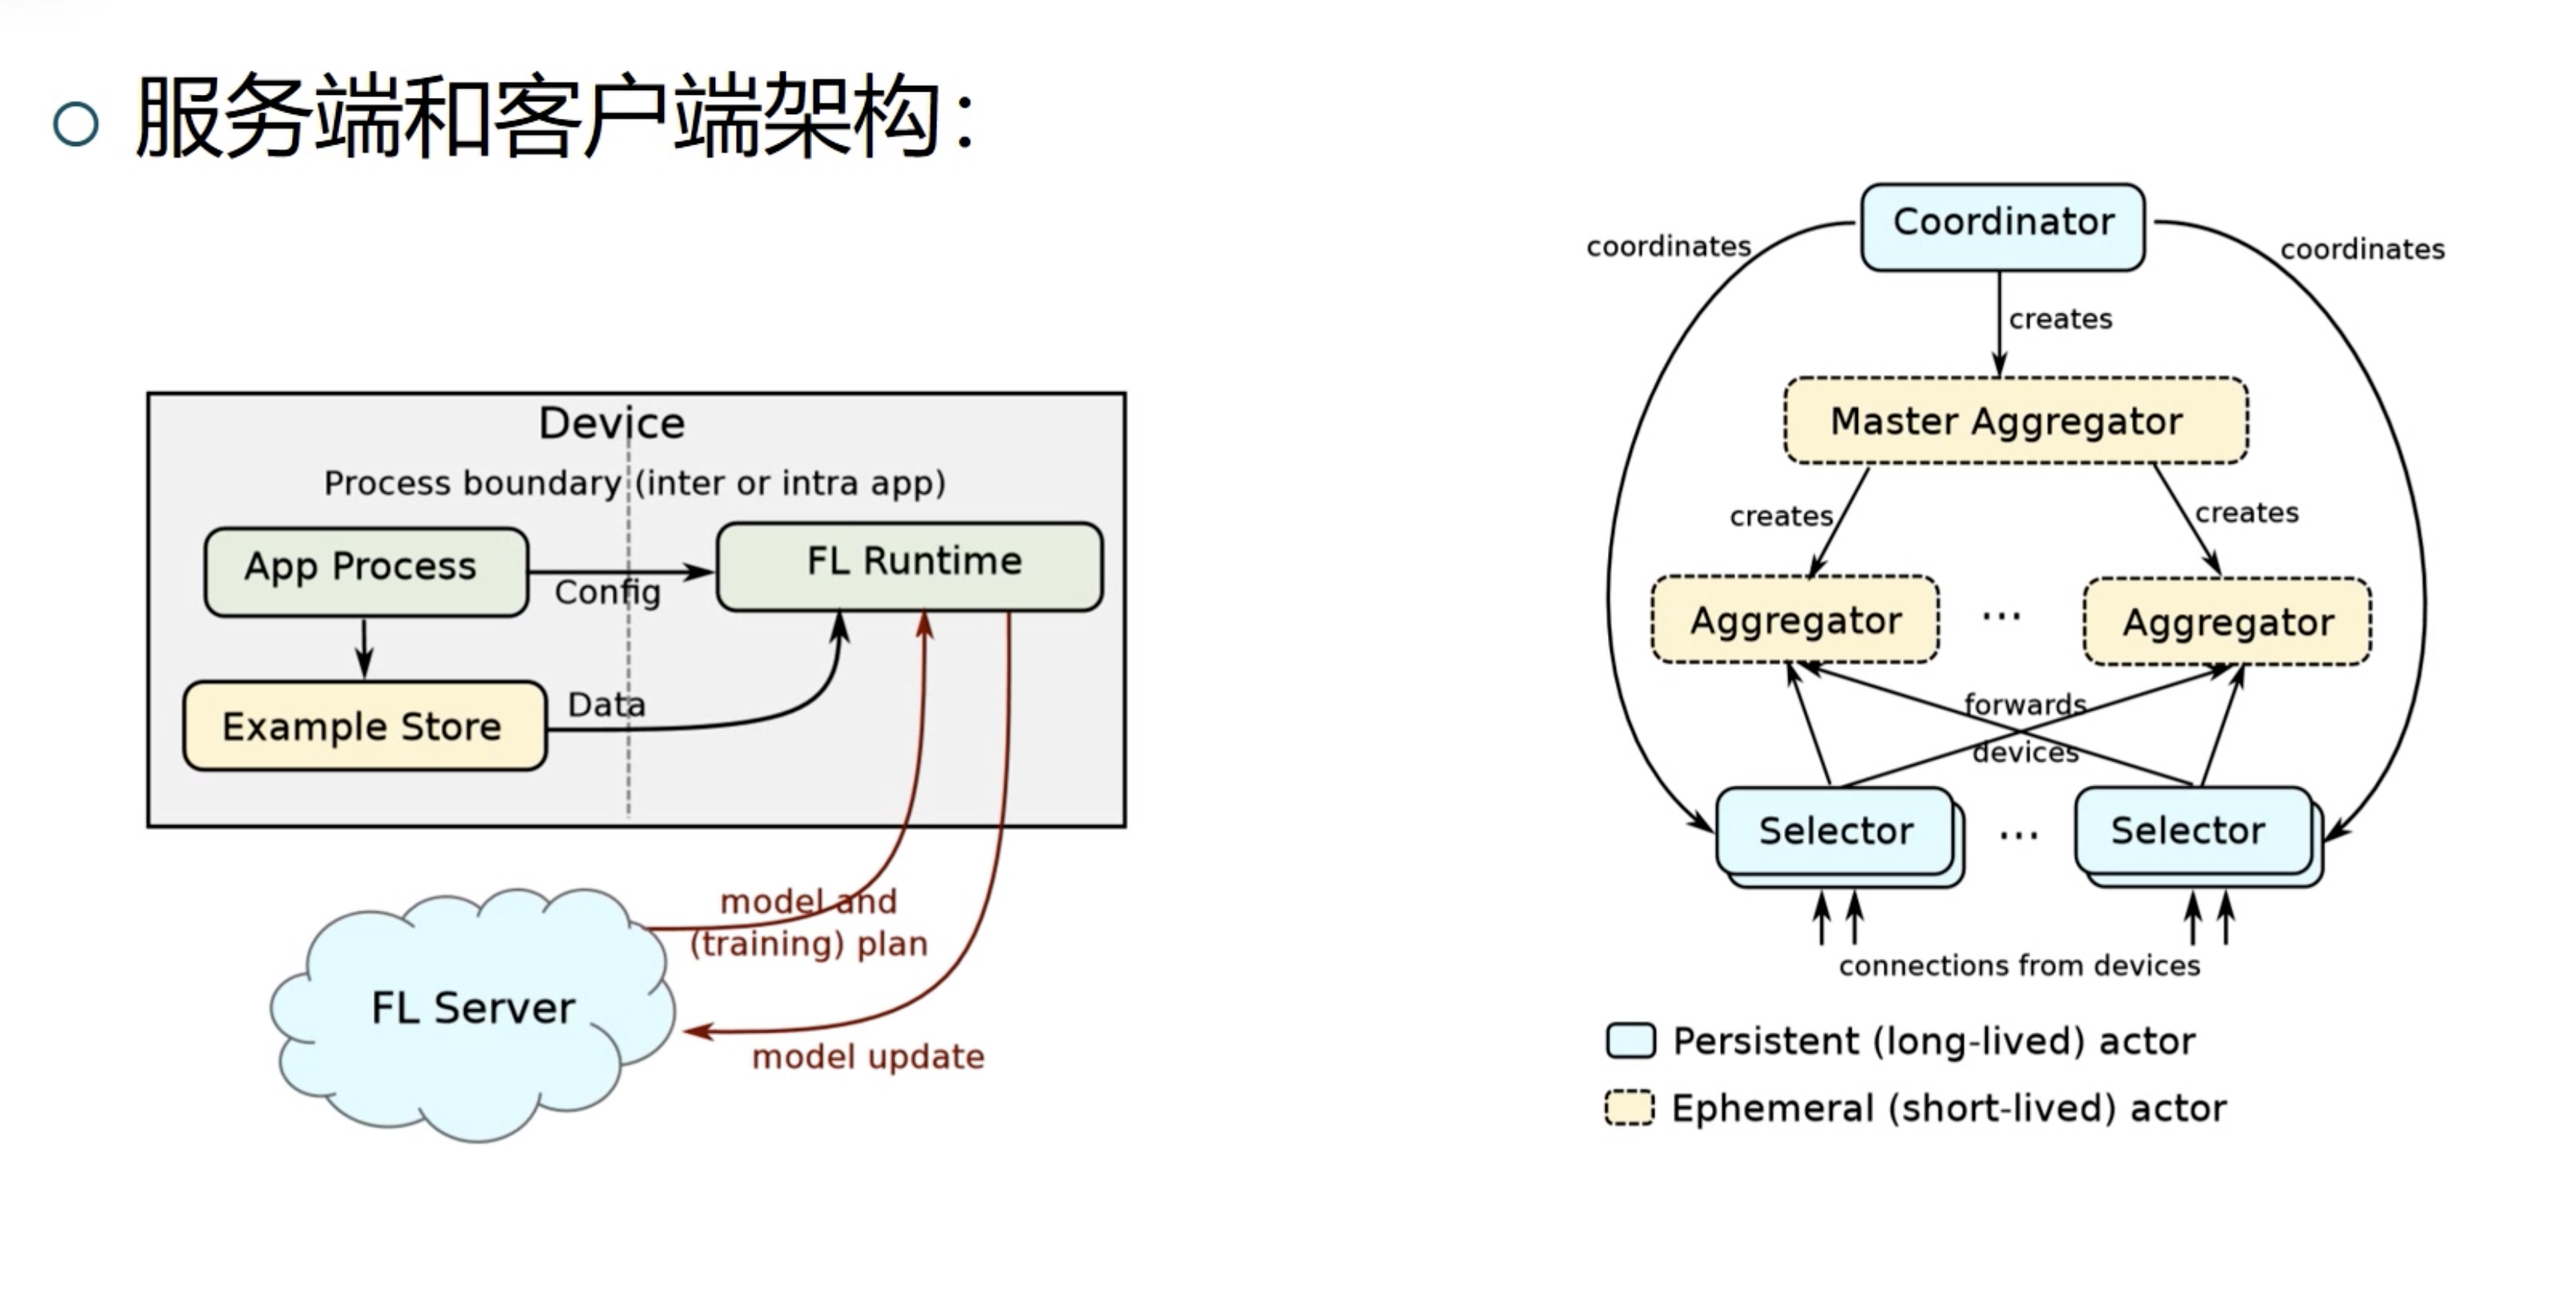 服务端和客户端架构：
Device
Process boundary (inter or intra app)
App Process
Config
FL Runtime
Example Store
Data
model and
(training) plan
FL Server
model update
Coordinator
coordinates
coordinates
creates
Master Aggregator
creates
creates
Aggregator
...
Aggregator
forwards
devices
Selector
...
Selector
connections from devices
Persistent (long-lived) actor
Ephemeral (short-lived) actor